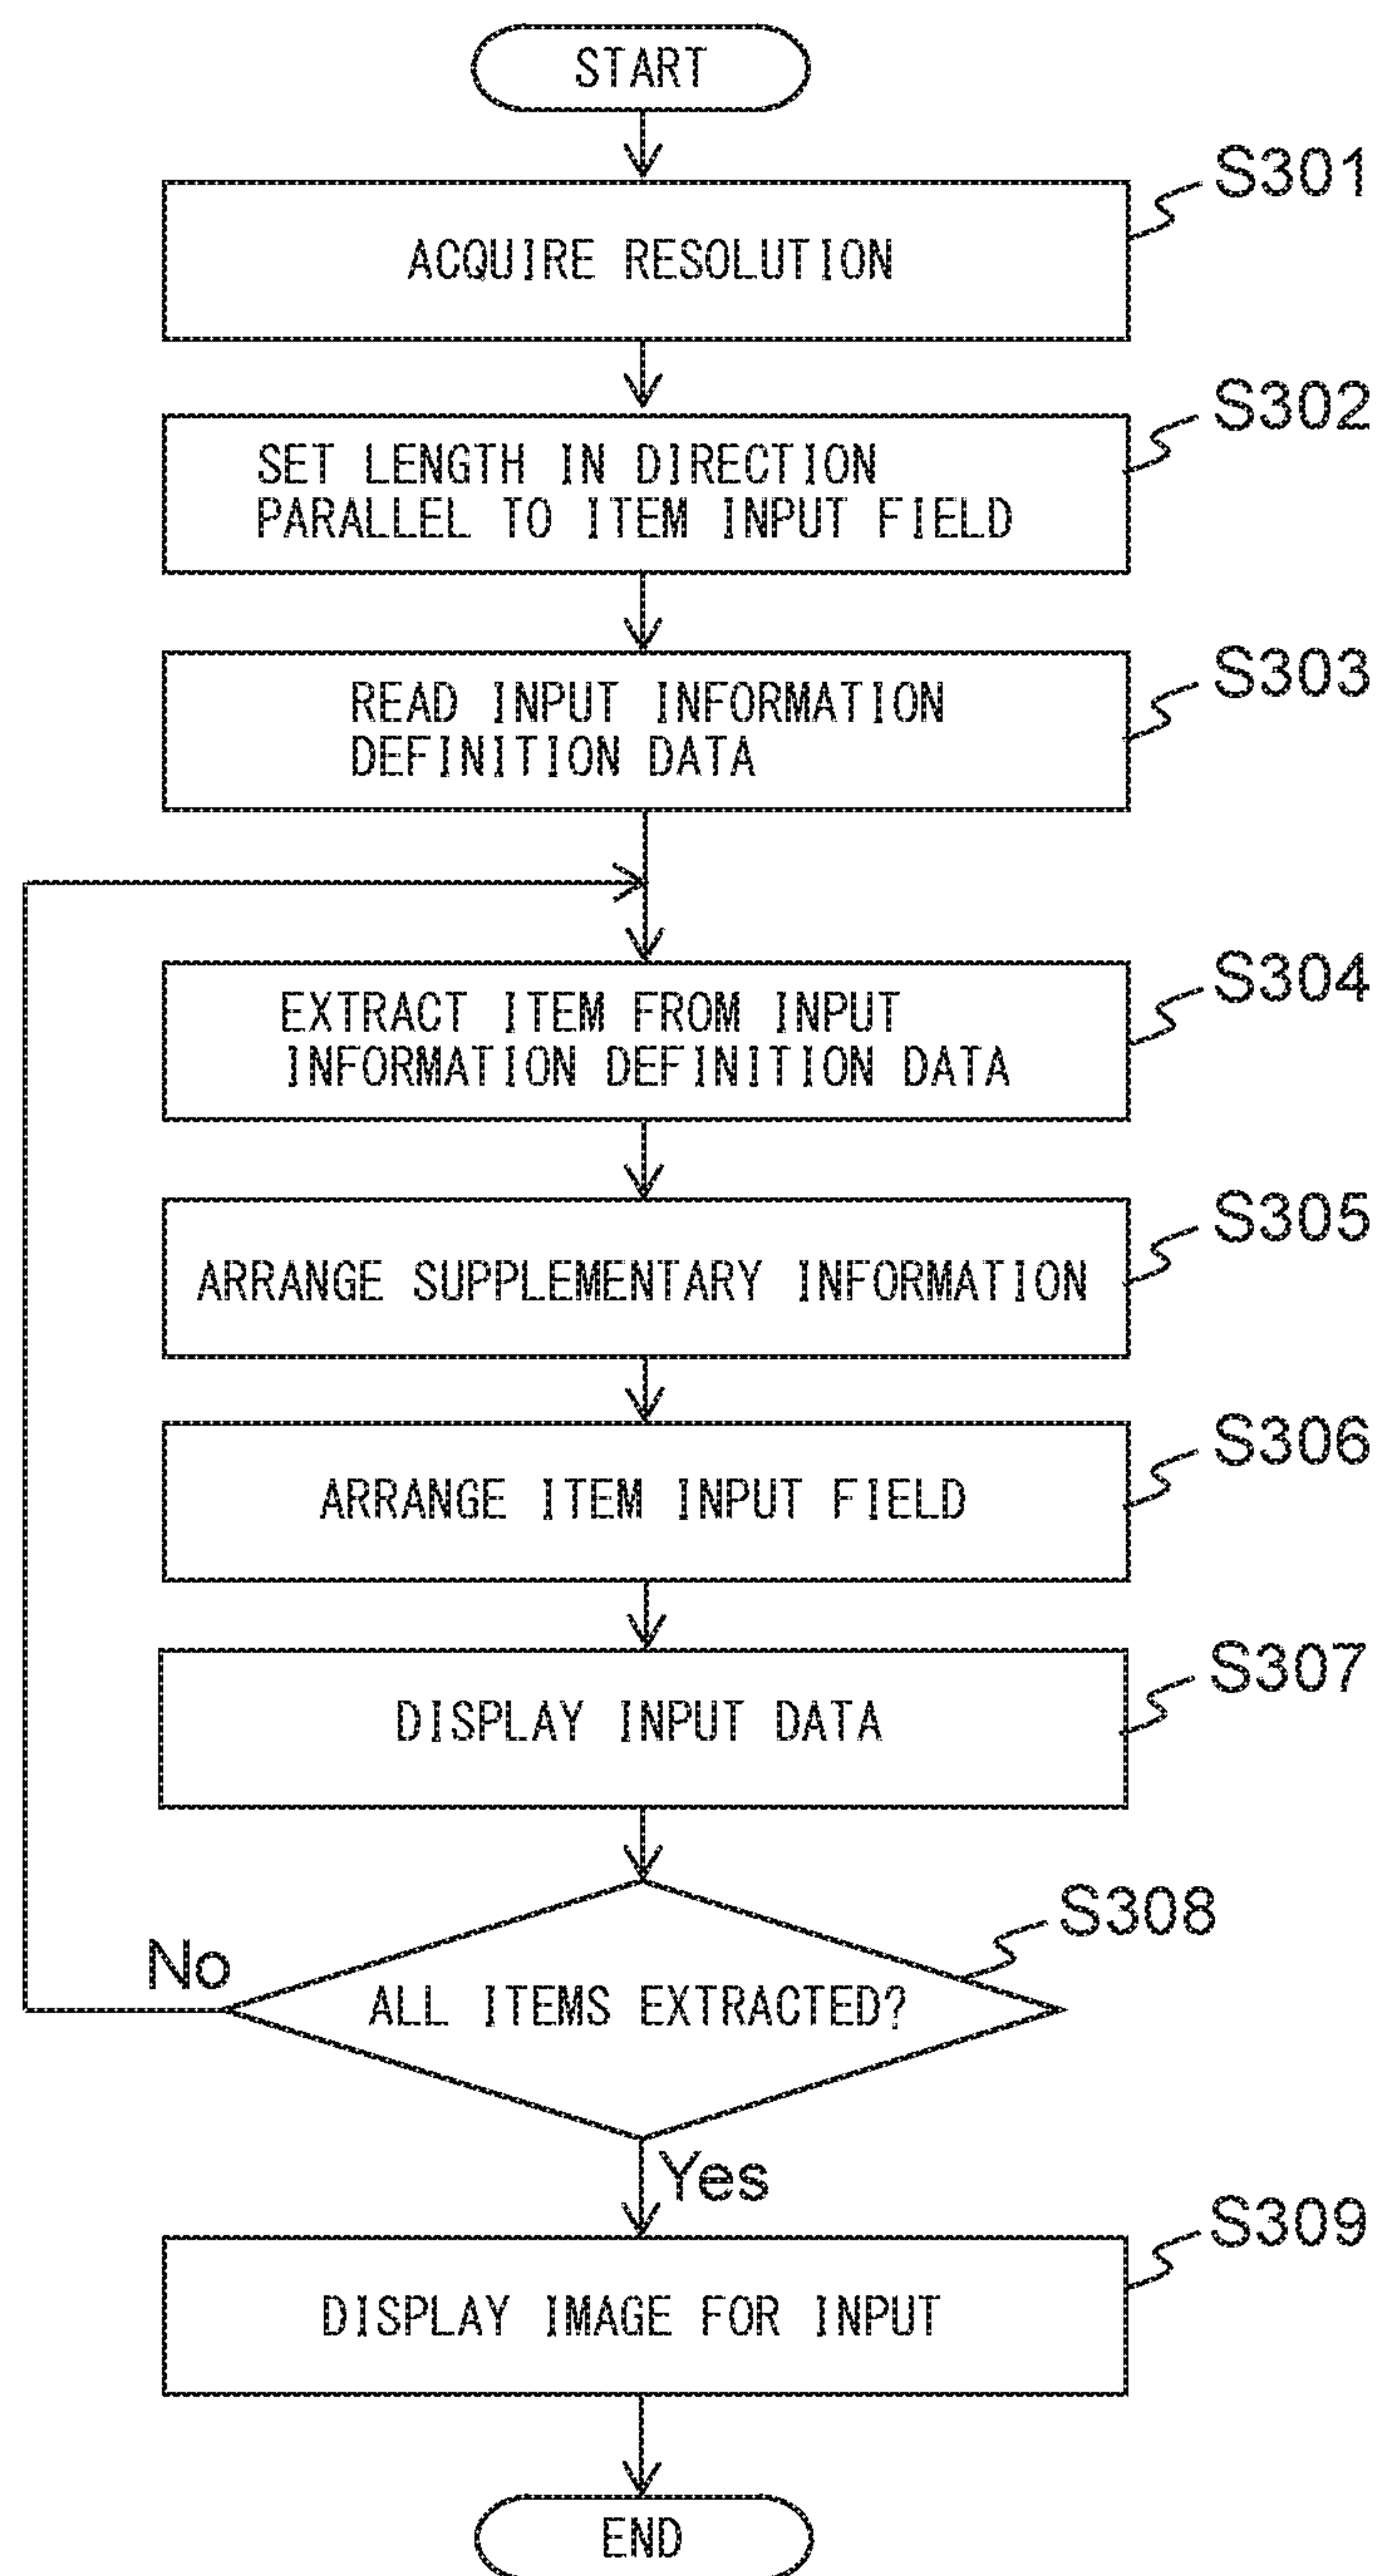 START
S301
ACQUIRE RESOLUTION
S302
SET LENGTH IN DIRECTION
PARALLEL TO ITEM INPUT FIELD
S303
READ INPUT INFORMATION
DEFINITION DATA
S304
EXTRACT ITEM FROM INPUT
INFORMATION DEFINITION DATA
S305
ARRANGE SUPPLEMENTARY INFORMATION
S306
ARRANGE ITEM INPUT FIELD
S307
DISPLAY INPUT DATA
S308
No
ALL ITEMS EXTRACTED?
Yes
S309
DISPLAY IMAGE FOR INPUT
END